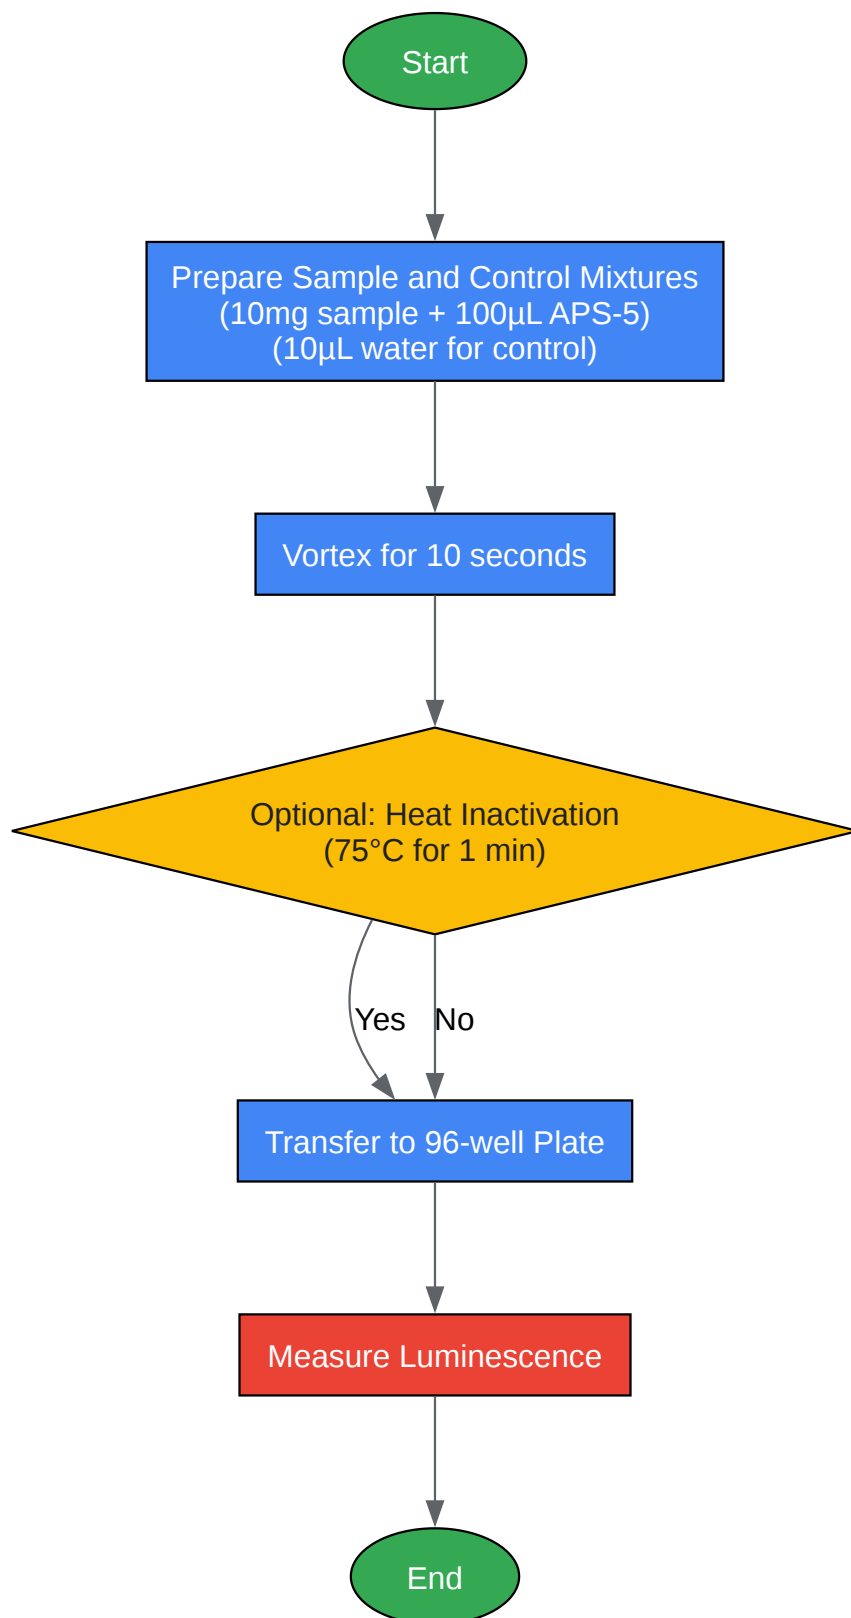 Start
Prepare Sample and Control Mixtures
(10mg sample + 100µL APS-5)
(10µL water for control)
Vortex for 10 seconds
Optional: Heat Inactivation
(75°C for 1 min)
Yes
No
Transfer to 96-well Plate
Measure Luminescence
End